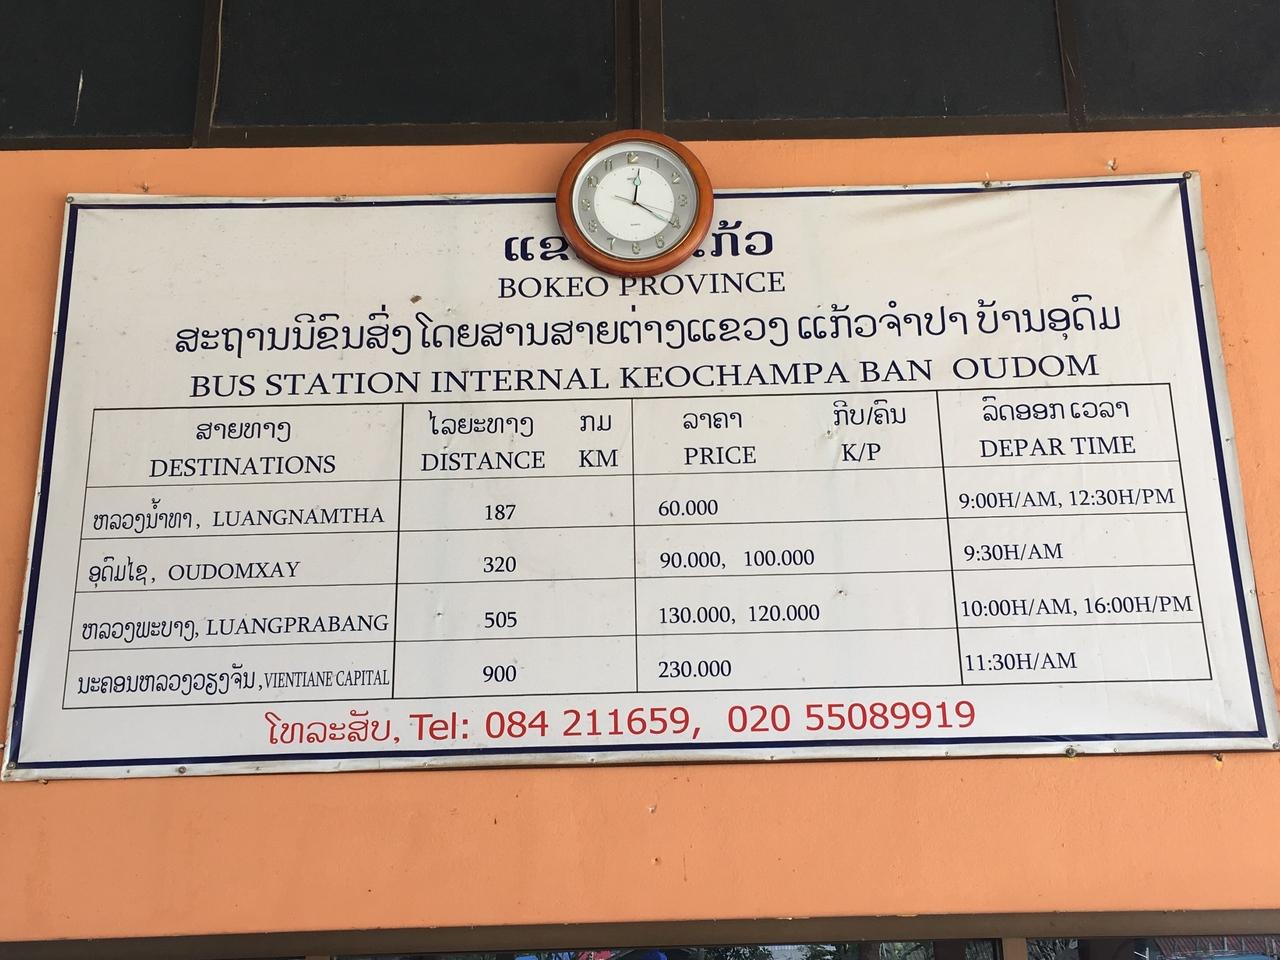 BOKEO PROVINCE
ສະຖານນີຂົນສົ່ງໂດຍສານສາຍຕ່າງແຂວງ ແກ້ວຈຳປາ ບ້ານອຸດົມ
BUS STATION INTERNAL KEOCHAMPA BAN OUDOM
ສາຍທາງ ໄລຍະທາງ ກມ ລາຄາ ກີບ/ຄົນ ລົດອອກເວລາ
DESTINATIONS DISTANCE KM PRICE K/P DEPAR TIME
ຫລວງນ້ຳທາ, LUANGNAMTHA 187 60.000 9:00H/AM, 12:30H/PM
ອຸດົມໄຊ, OUDOMXAY 320 90.000, 100.000 9:30H/AM
ຫລວງພະບາງ, LUANGPRABANG 505 130.000, 120.000 10:00H/AM, 16:00H/PM
ນະຄອນຫລວງວຽງຈັນ, VIENTIANE CAPITAL 900 230.000 11:30H/AM
ໂທລະສັບ, Tel: 084 211659, 020 55089919